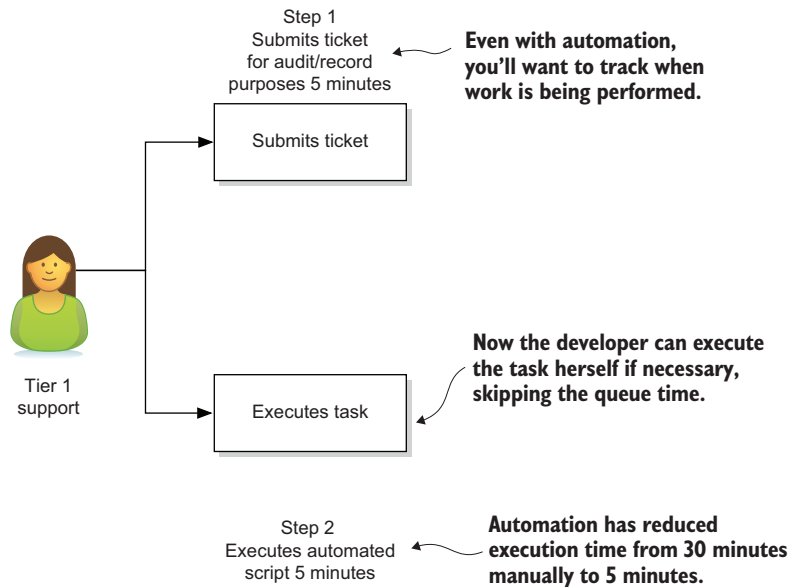 Step 1
Submits ticket
for audit/record
purposes 5 minutes
Even with automation,
you'll want to track when
work is being performed.
Submits ticket
Tier 1
support
Now the developer can execute
the task herself if necessary,
skipping the queue time.
Executes task
Step 2
Executes automated
script 5 minutes
Automation has reduced
execution time from 30 minutes
manually to 5 minutes.